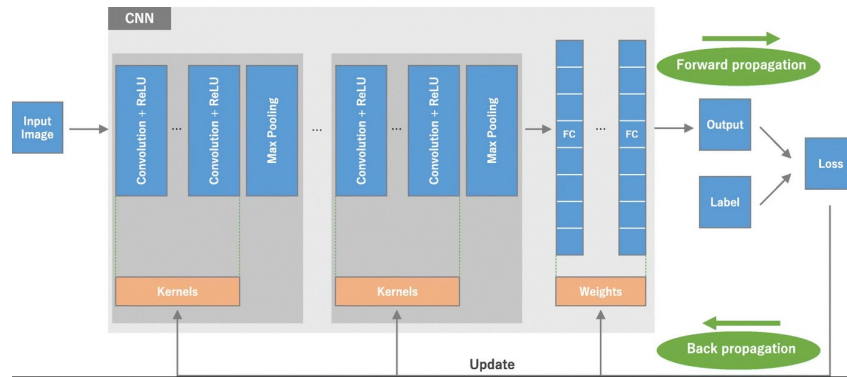 CNN
Input
Image
Convolution + ReLU
...
Convolution + ReLU
Max Pooling
...
Convolution + ReLU
...
Convolution + ReLU
Max Pooling
FC
...
FC
Forward propagation
Output
Label
Loss
Kernels
Kernels
Weights
Back propagation
Update